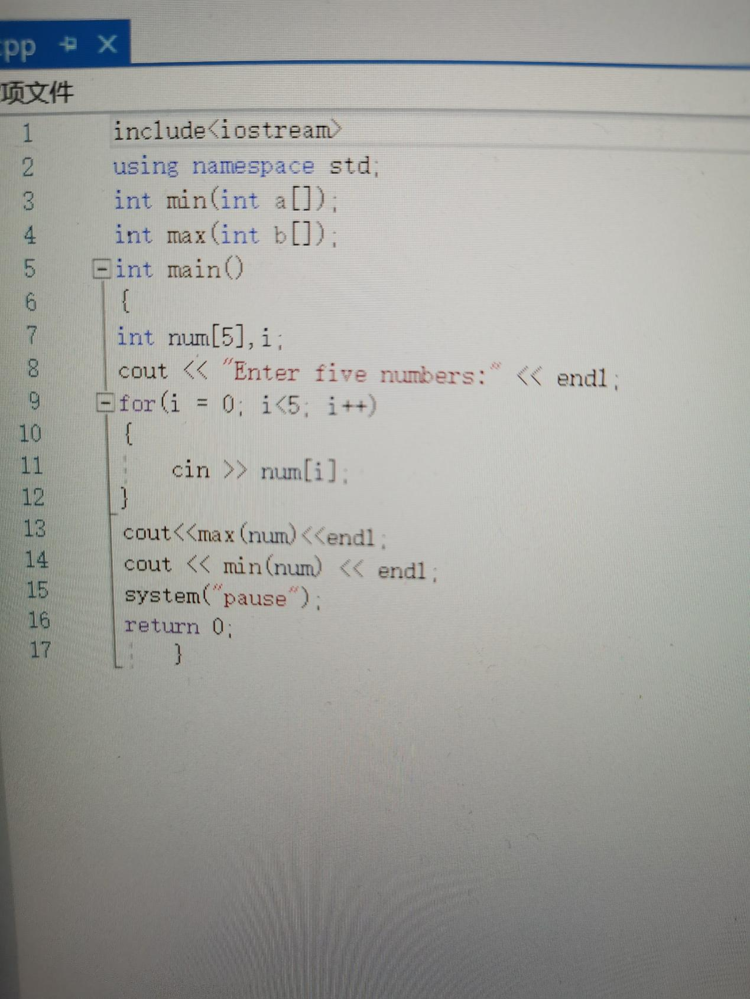 cpp
项文件
1 include<iostream>
2 using namespace std;
3 int min(int a[]);
4 int max(int b[]);
5 int main()
6 {
7 int num[5],i;
8 cout << "Enter five numbers:" << endl;
9 for(i = 0; i<5; i++)
10 {
11 cin >> num[i];
12 }
13 cout<<max(num)<<endl;
14 cout << min(num) << endl;
15 system("pause");
16 return 0;
17 }